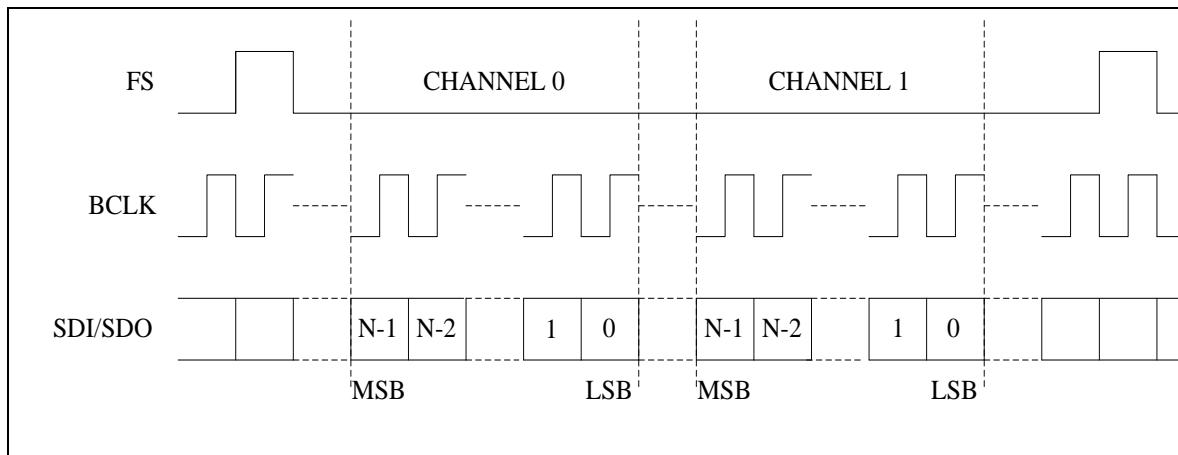 FS CHANNEL 0 CHANNEL 1
BCLK
SDI/SDO N-1 N-2 1 0 N-1 N-2 1 0
MSB LSB MSB LSB